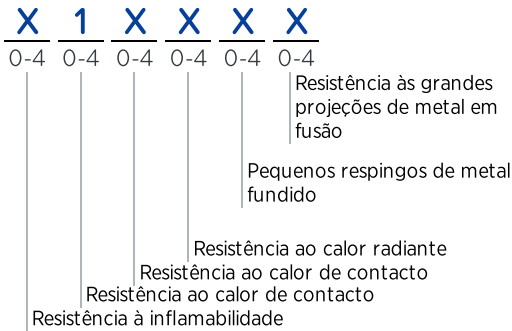 X 1 X X X X
0-4 0-4 0-4 0-4 0-4 0-4
Resistência às grandes
projeções de metal em
fusão
Pequenos respingos de metal
fundido
Resistência ao calor radiante
Resistência ao calor de contacto
Resistência ao calor de contacto
Resistência à inflamabilidade